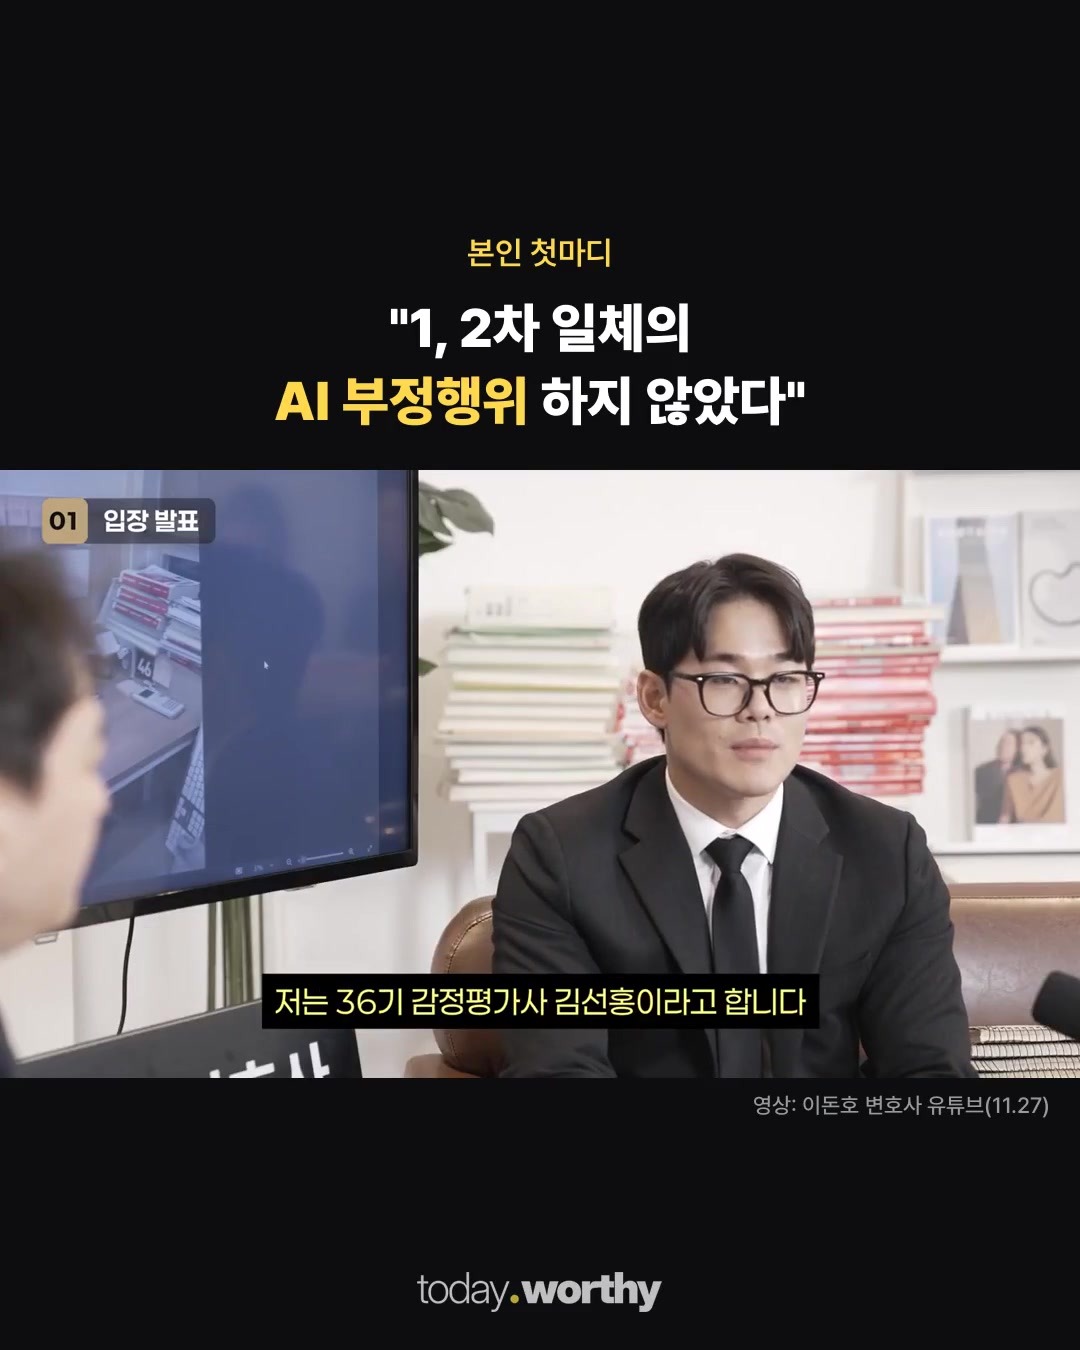 본인 첫마디
"1, 2차 일체의
AI 부정행위 하지 않았다"
01 입장 발표
46
저는 36기 감정평가사 김선홍이라고 합니다
영상: 이돈호 변호사 유튜브(11.27)
today.worthy